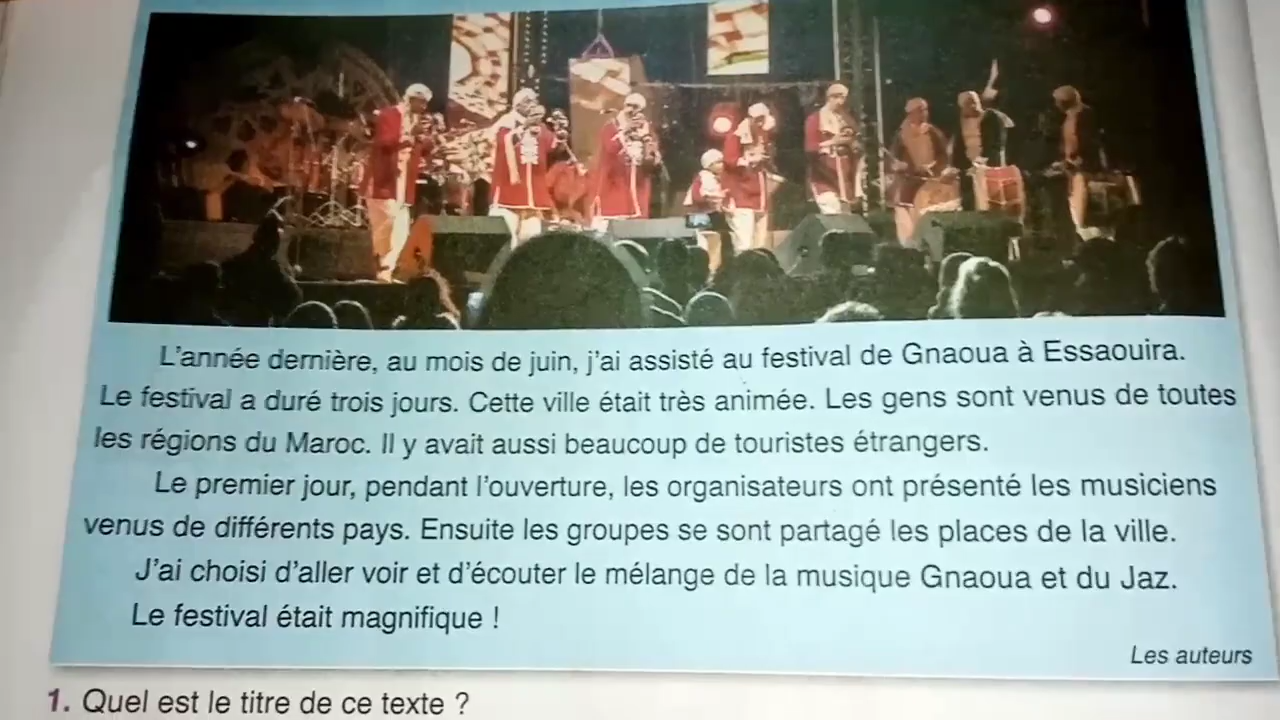 L'année dernière, au mois de juin, j'ai assisté au festival de Gnaoua à Essaouira.
Le festival a duré trois jours. Cette ville était très animée. Les gens sont venus de toutes
les régions du Maroc. Il y avait aussi beaucoup de touristes étrangers.
Le premier jour, pendant l'ouverture, les organisateurs ont présenté les musiciens
venus de différents pays. Ensuite les groupes se sont partagé les places de la ville.
J'ai choisi d'aller voir et d'écouter le mélange de la musique Gnaoua et du Jaz.
Le festival était magnifique !
Les auteurs
1. Quel est le titre de ce texte ?